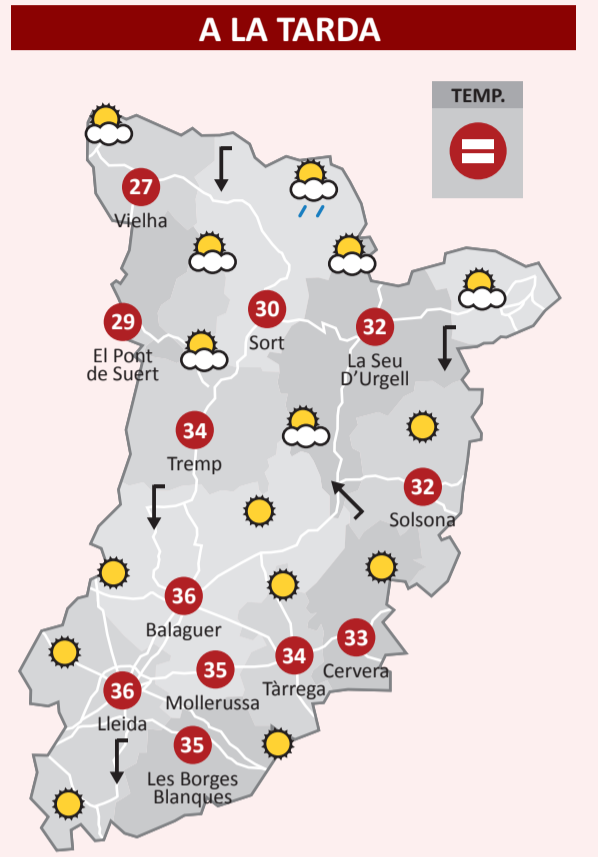 A LA TARDA
TEMP.
27
Vielha
30
Sort
29
El Pont
de Suert
32
La Seu
D'Urgell
34
Tremp
32
Solsona
36
Balaguer
33
Cervera
34
Tàrrega
35
Mollerussa
36
Lleida
35
Les Borges
Blanques